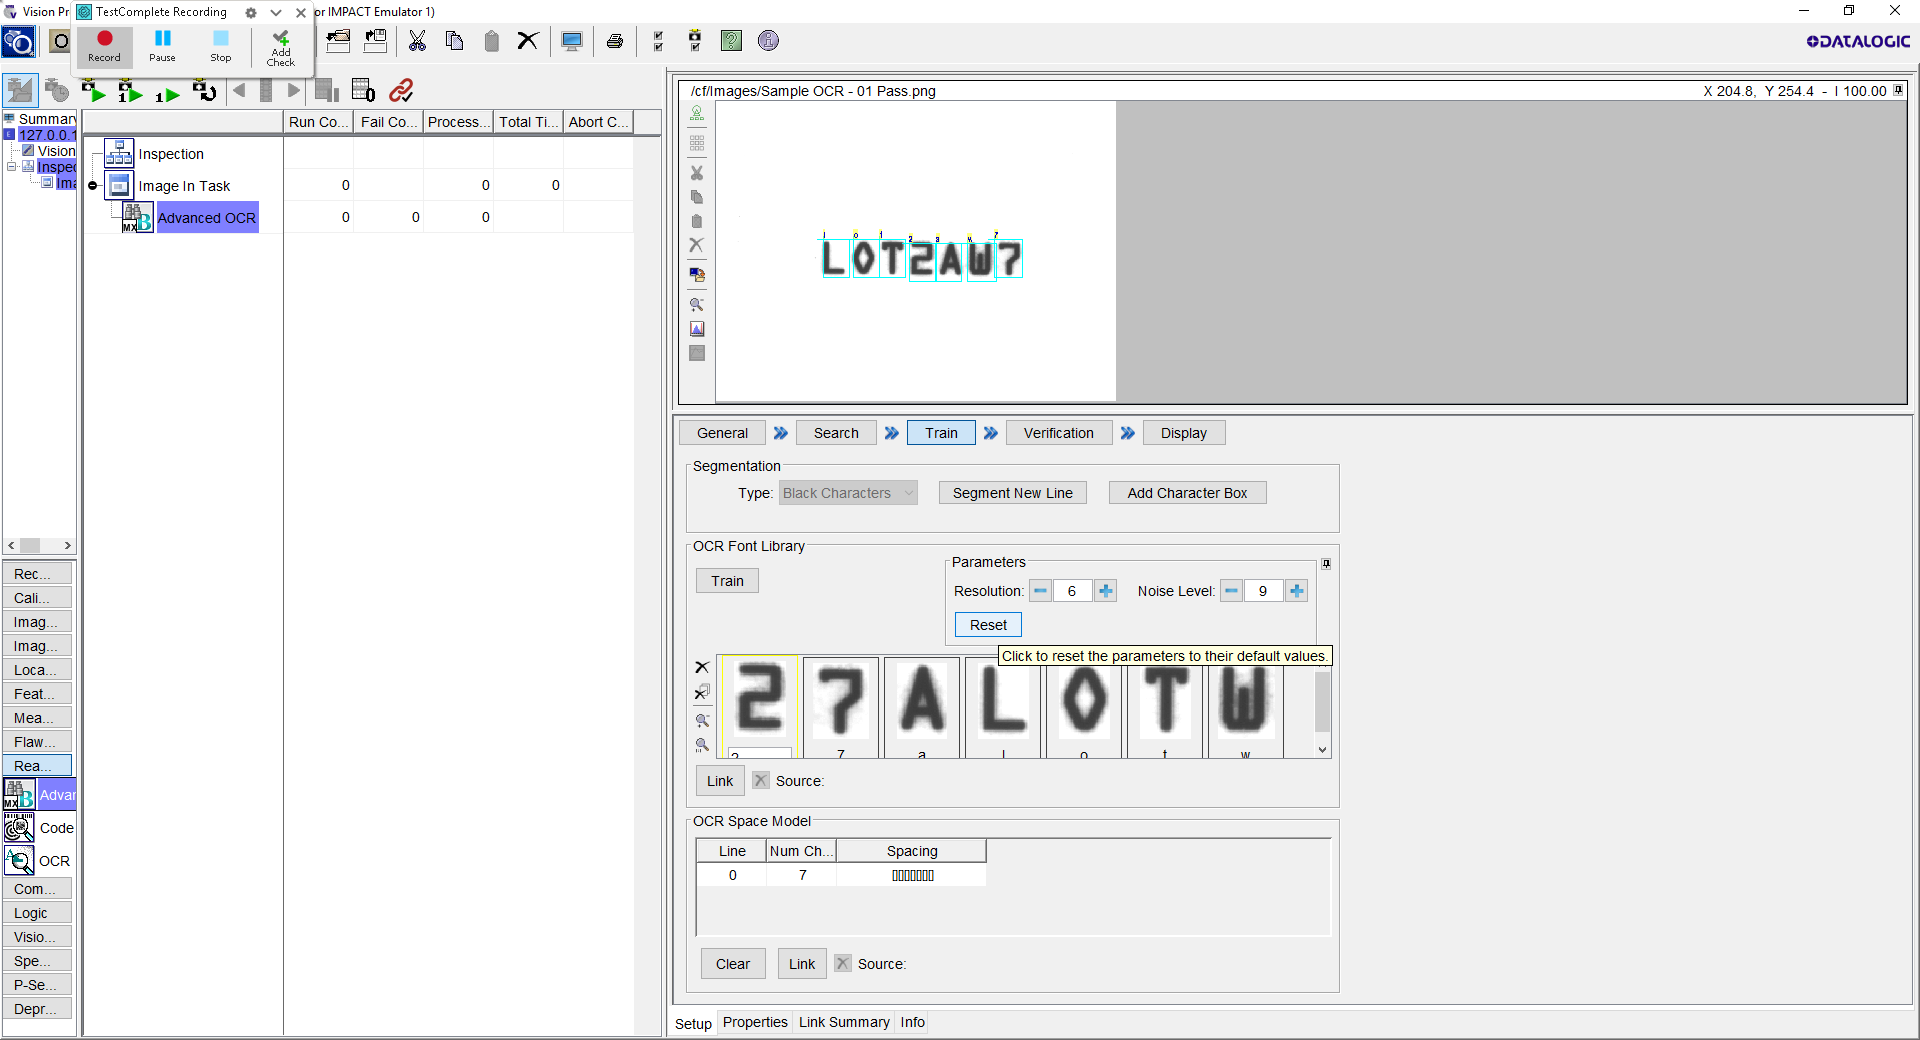 Vision Pr
TestComplete Recording
or IMPACT Emulator 1)
Record
Pause
Stop
Add
Check
DATALOGIC
Summary
127.0.0.1
Vision
Inspec
Ima
Run Co...
Fail Co...
Process...
Total Ti...
Abort C...
Inspection
Image In Task
0
0
0
Advanced OCR
0
0
0
/cf/Images/Sample OCR - 01 Pass.png
X 204.8, Y 254.4 - I 100.00
l o t 2 a w 7
LOT2AW7
General
Search
Train
Verification
Display
Segmentation
Type:
Black Characters
Segment New Line
Add Character Box
OCR Font Library
Train
Parameters
Resolution:
6
Noise Level:
9
Reset
Click to reset the parameters to their default values.
2 7 A L O T W
2 7 a l o t w
Link
Source:
OCR Space Model
Line
Num Ch...
Spacing
0
7
Clear
Link
Source:
Setup
Properties
Link Summary
Info
Rec...
Cali...
Imag...
Imag...
Loca...
Feat...
Mea...
Flaw...
Rea...
Advan
Code
OCR
Com...
Logic
Visio...
Spe...
P-Se...
Depr...